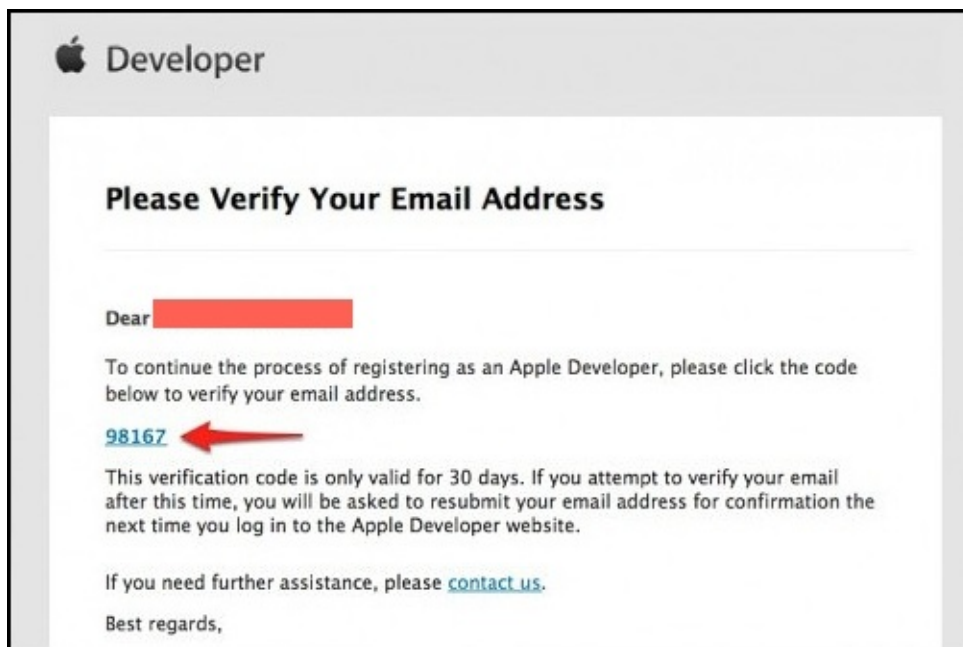 Developer
Please Verify Your Email Address
Dear
To continue the process of registering as an Apple Developer, please click the code
below to verify your email address.
98167
This verification code is only valid for 30 days. If you attempt to verify your email
after this time, you will be asked to resubmit your email address for confirmation the
next time you log in to the Apple Developer website.
If you need further assistance, please contact us.
Best regards,